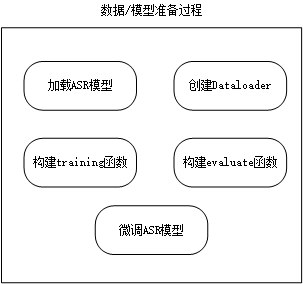 数据/模型准备过程
加载ASR模型
创建Dataloader
构建training函数
构建evaluate函数
微调ASR模型